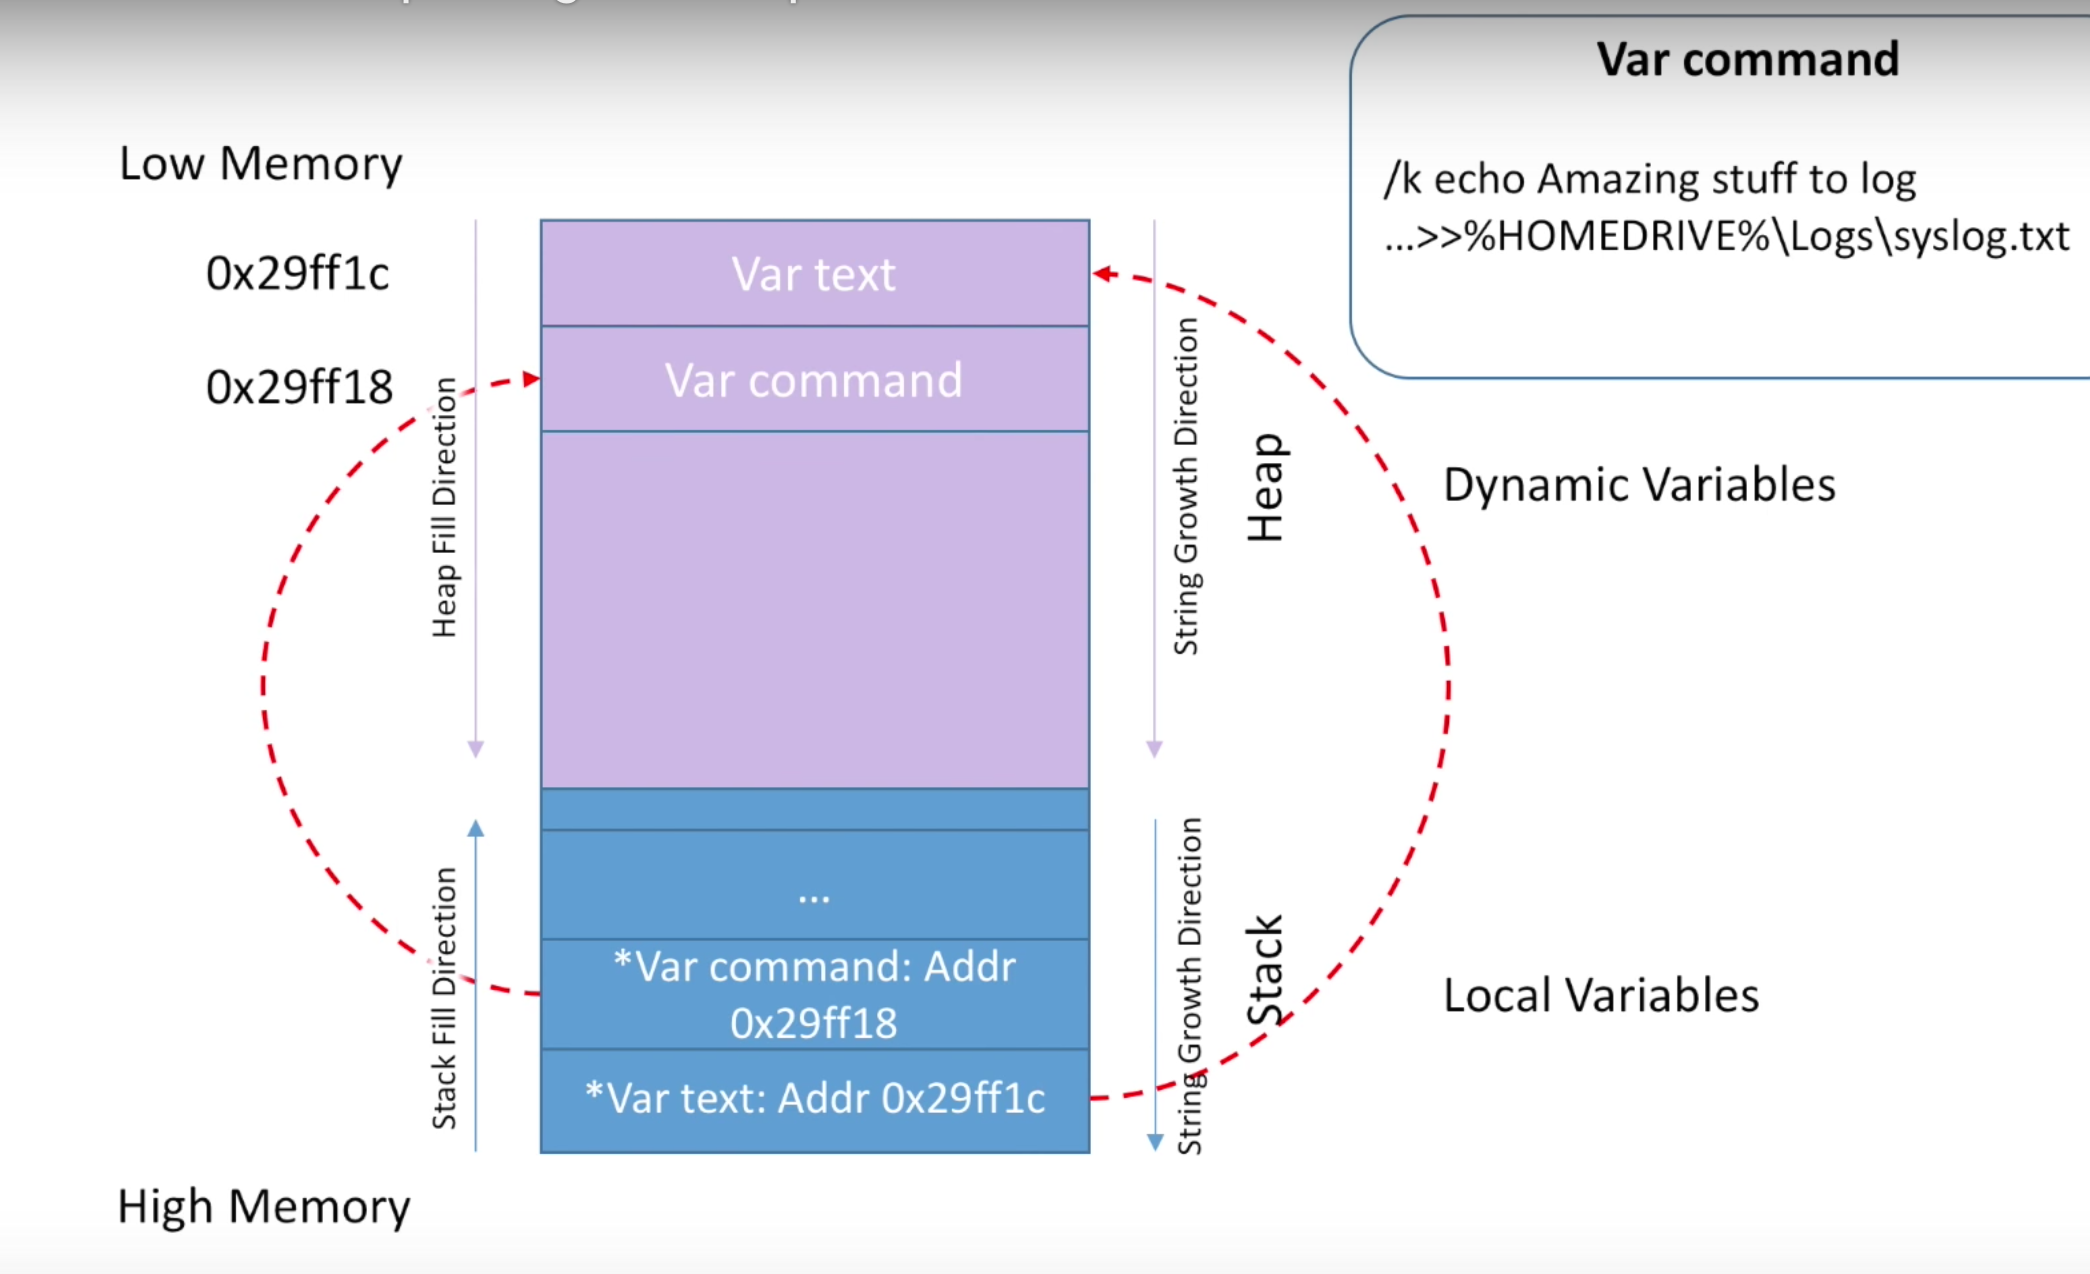 Var command
/k echo Amazing stuff to log
...>>%HOMEDRIVE%\Logs\syslog.txt
Low Memory
0x29ff1c
0x29ff18
Heap Fill Direction
Var text
Var command
String Growth Direction
Heap
Dynamic Variables
Stack Fill Direction
...
*Var command: Addr
0x29ff18
*Var text: Addr 0x29ff1c
String Growth Direction
Stack
Local Variables
High Memory